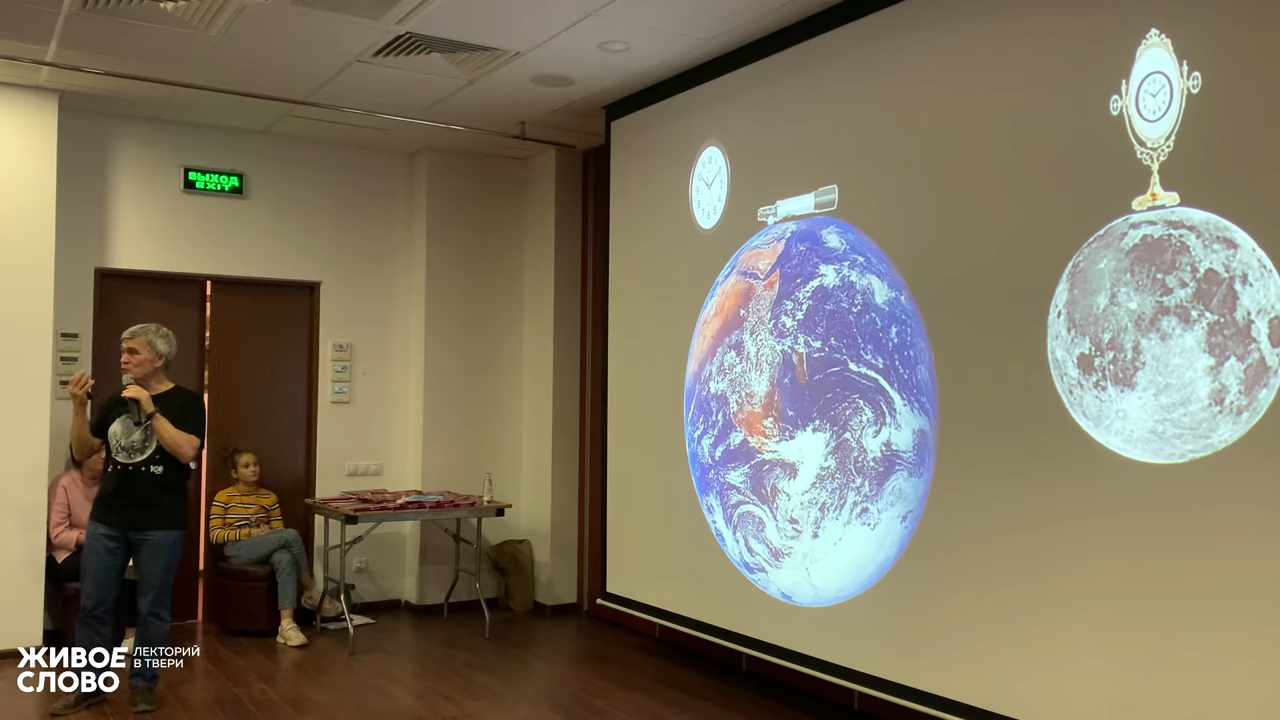 ВЫХОД
EXIT
ЖИВОЕ
СЛОВО
ЛЕКТОРИЙ
В ТВЕРИ